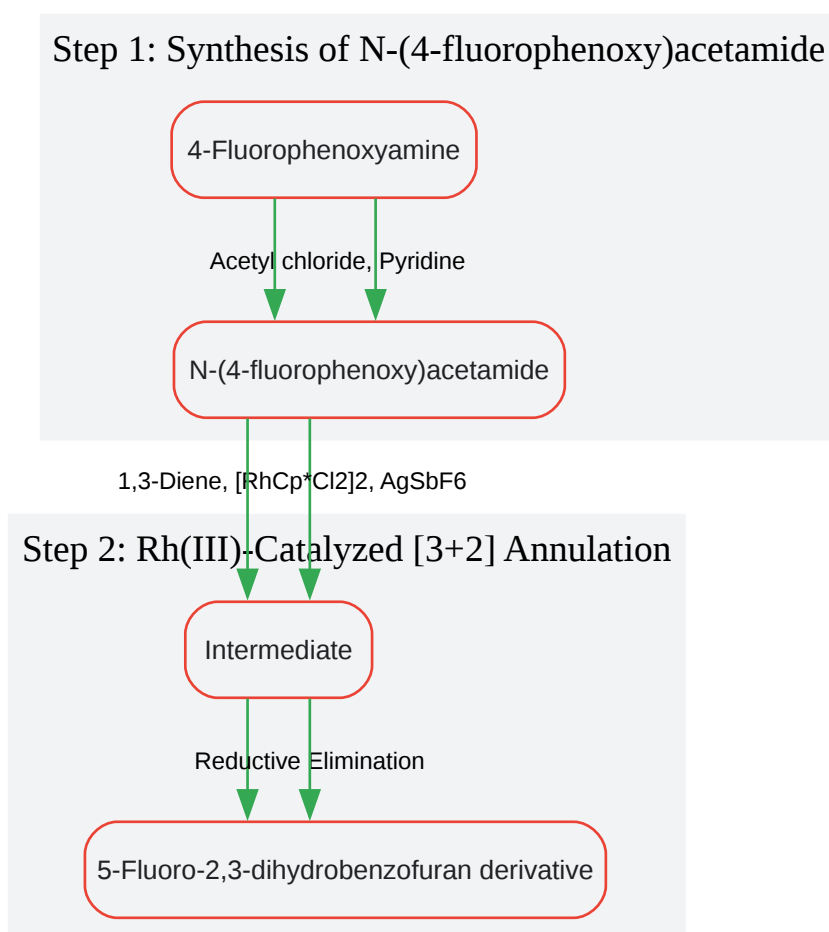 Step 1: Synthesis of N-(4-fluorophenoxy)acetamide
4-Fluorophenoxyamine
Acetyl chloride, Pyridine
N-(4-fluorophenoxy)acetamide
1,3-Diene, [RhCp*Cl2]2, AgSbF6
Step 2: Rh(III)-Catalyzed [3+2] Annulation
Intermediate
Reductive Elimination
5-Fluoro-2,3-dihydrobenzofuran derivative